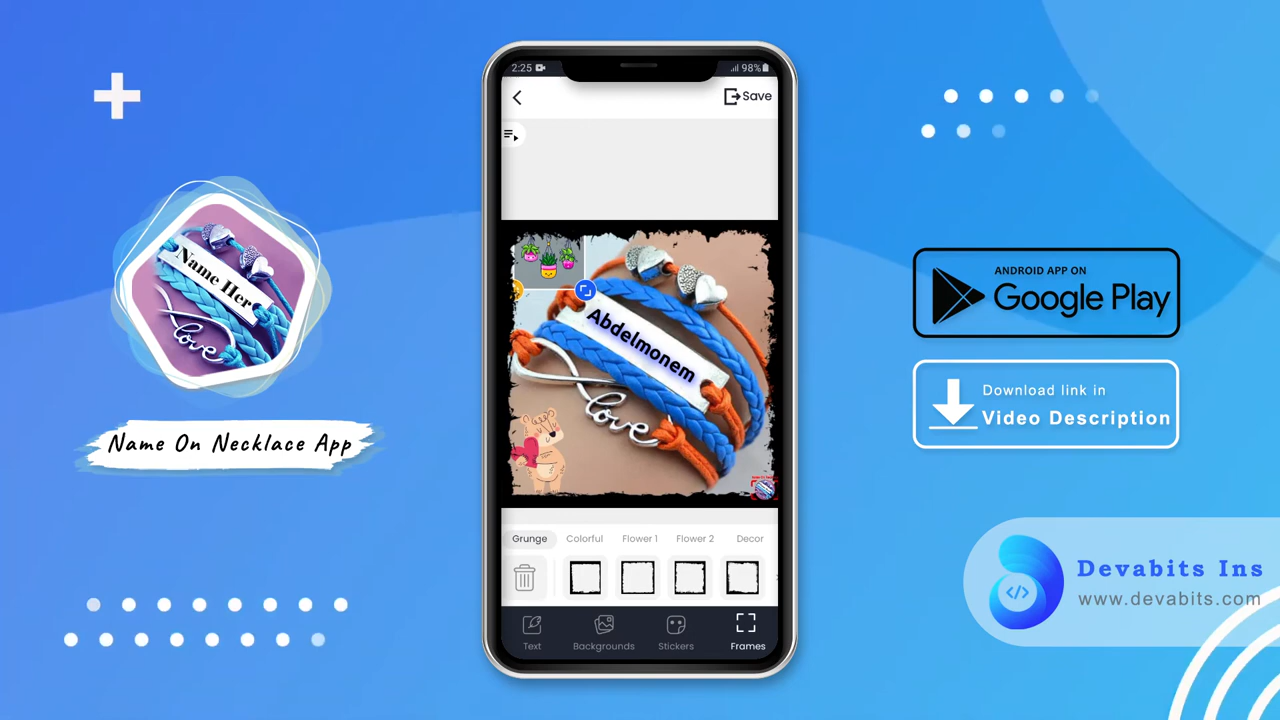 2:25
98%
Save
Name Her
love
Name On Necklace App
Abdelmonem
love
Grunge
Colorful
Flower 1
Flower 2
Decor
Text
Backgrounds
Stickers
Frames
ANDROID APP ON
Google Play
Download link in
Video Description
Devabits Ins
www.devabits.com